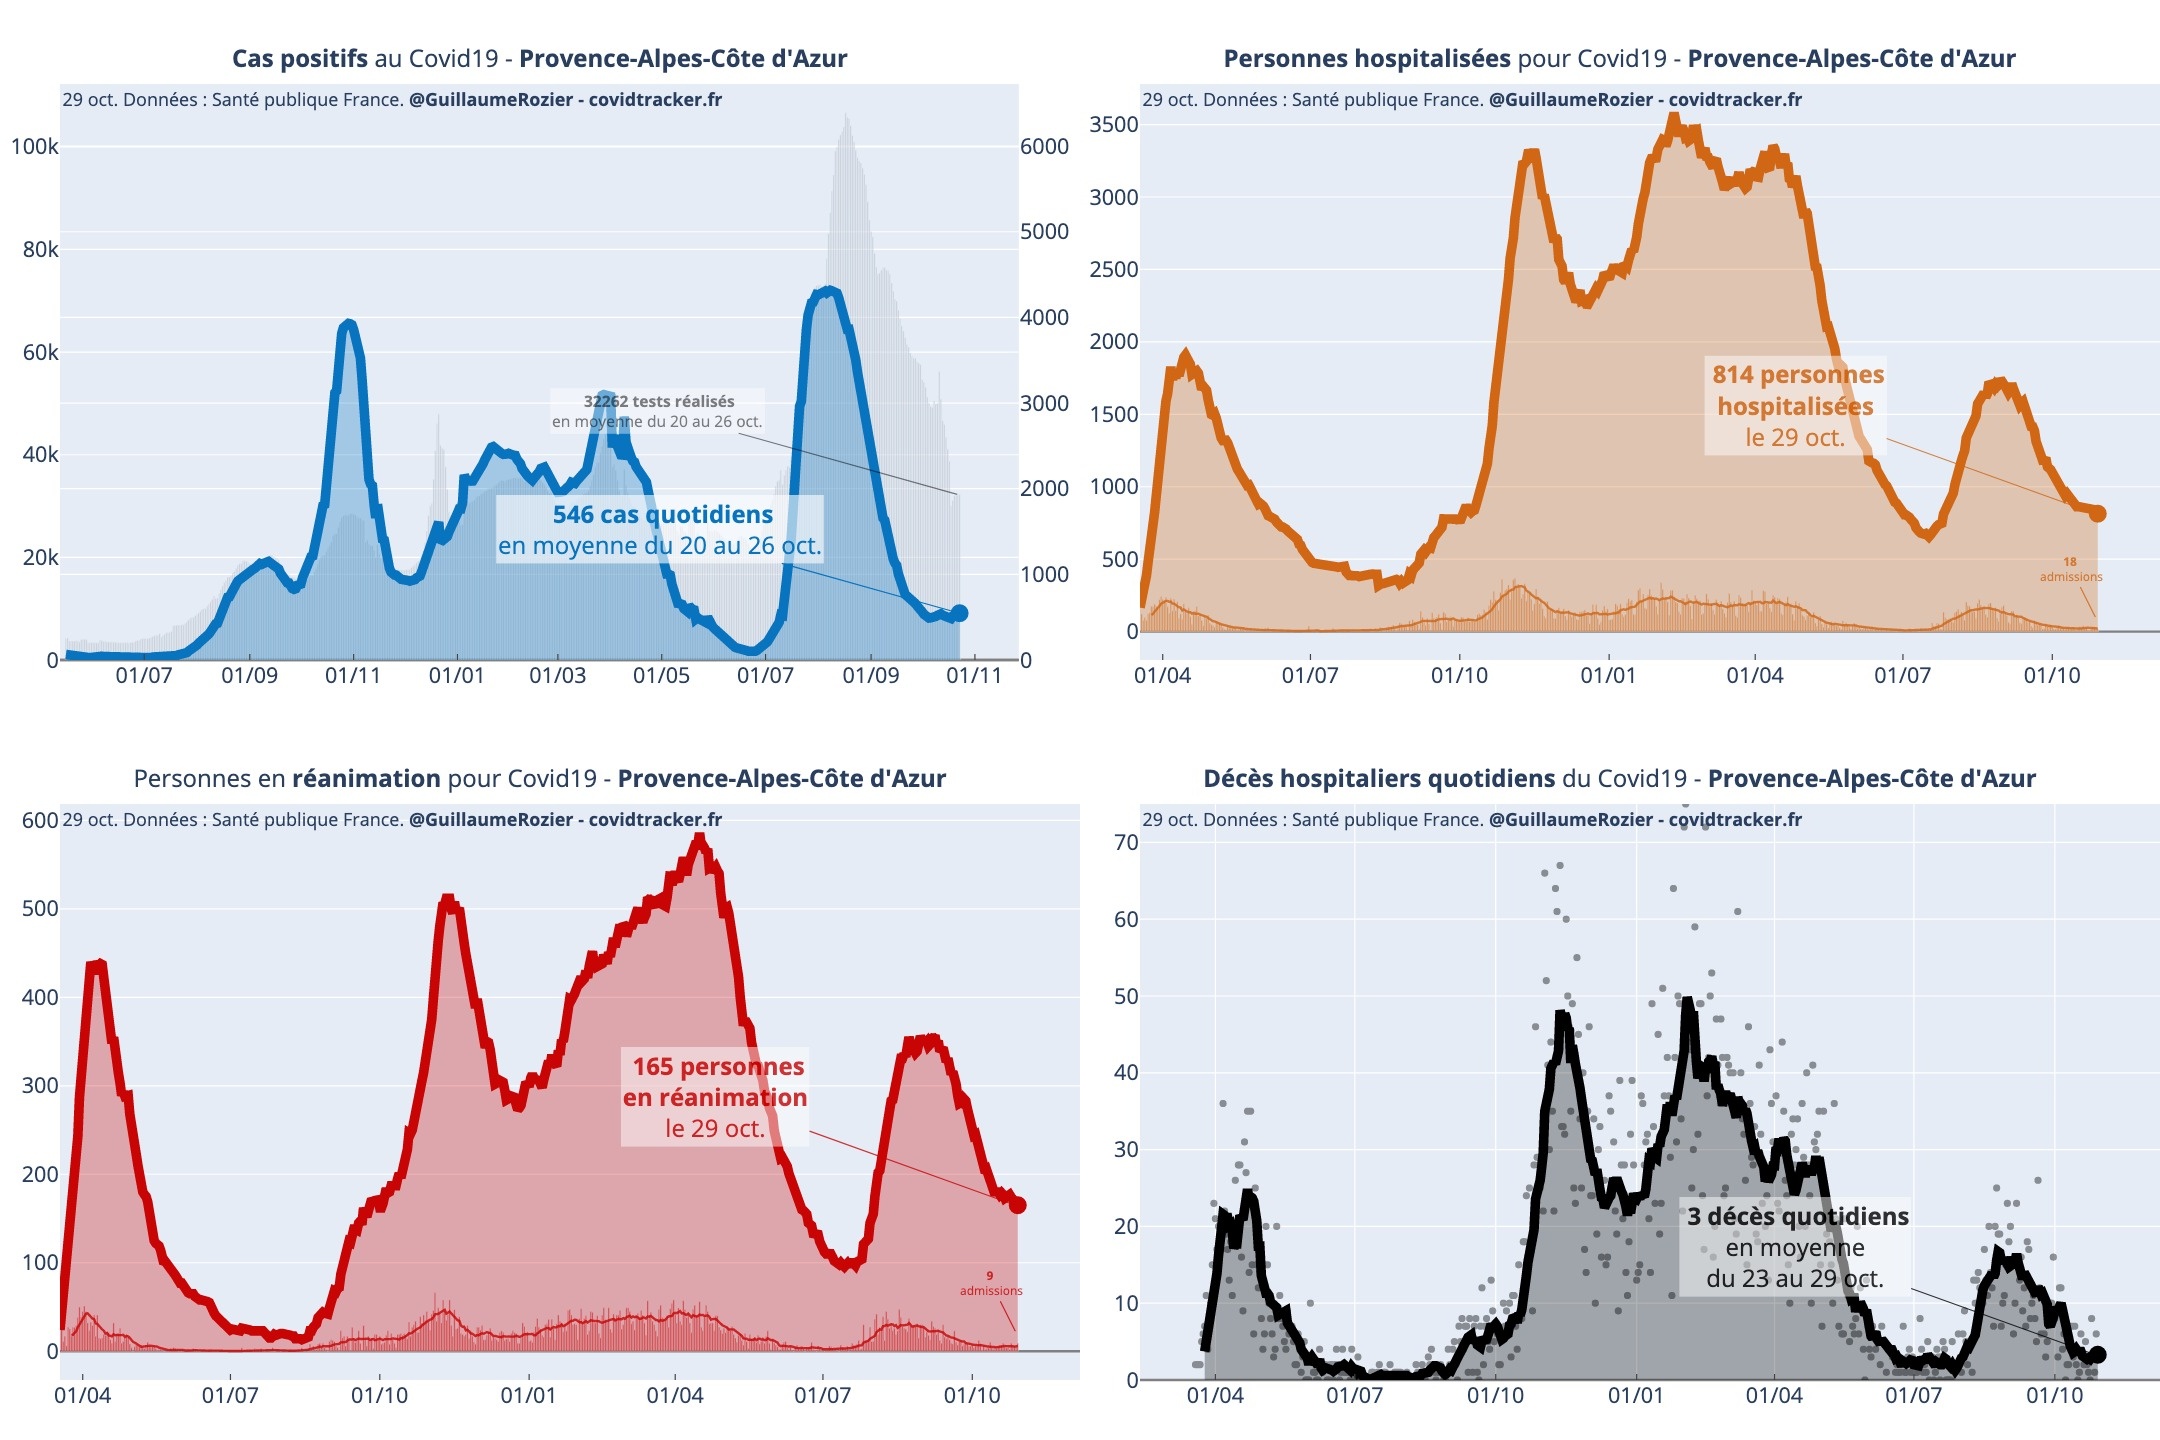 Cas positifs au Covid19 - Provence-Alpes-Côte d'Azur
29 oct. Données : Santé publique France. @GuillaumeRozier - covidtracker.fr
100k
80k
60k
40k
20k
0
6000
5000
4000
3000
2000
1000
0
32262 tests réalisés
en moyenne du 20 au 26 oct.
546 cas quotidiens
en moyenne du 20 au 26 oct.
01/07 01/09 01/11 01/01 01/03 01/05 01/07 01/09 01/11
Personnes hospitalisées pour Covid19 - Provence-Alpes-Côte d'Azur
29 oct. Données : Santé publique France. @GuillaumeRozier - covidtracker.fr
3500
3000
2500
2000
1500
1000
500
0
814 personnes
hospitalisées
le 29 oct.
18
admissions
01/04 01/07 01/10 01/01 01/04 01/07 01/10
Personnes en réanimation pour Covid19 - Provence-Alpes-Côte d'Azur
29 oct. Données : Santé publique France. @GuillaumeRozier - covidtracker.fr
600
500
400
300
200
100
0
165 personnes
en réanimation
le 29 oct.
9
admissions
01/04 01/07 01/10 01/01 01/04 01/07 01/10
Décès hospitaliers quotidiens du Covid19 - Provence-Alpes-Côte d'Azur
29 oct. Données : Santé publique France. @GuillaumeRozier - covidtracker.fr
70
60
50
40
30
20
10
0
3 décès quotidiens
en moyenne
du 23 au 29 oct.
01/04 01/07 01/10 01/01 01/04 01/07 01/10